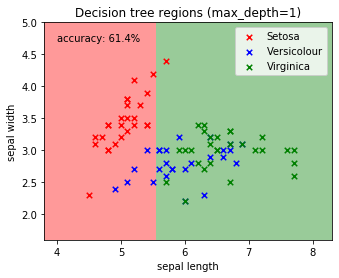 Decision tree regions (max_depth=1)
accuracy: 61.4%
Setosa
Versicolour
Virginica
sepal width
5.0
4.5
4.0
3.5
3.0
2.5
2.0
4 5 6 7 8
sepal length